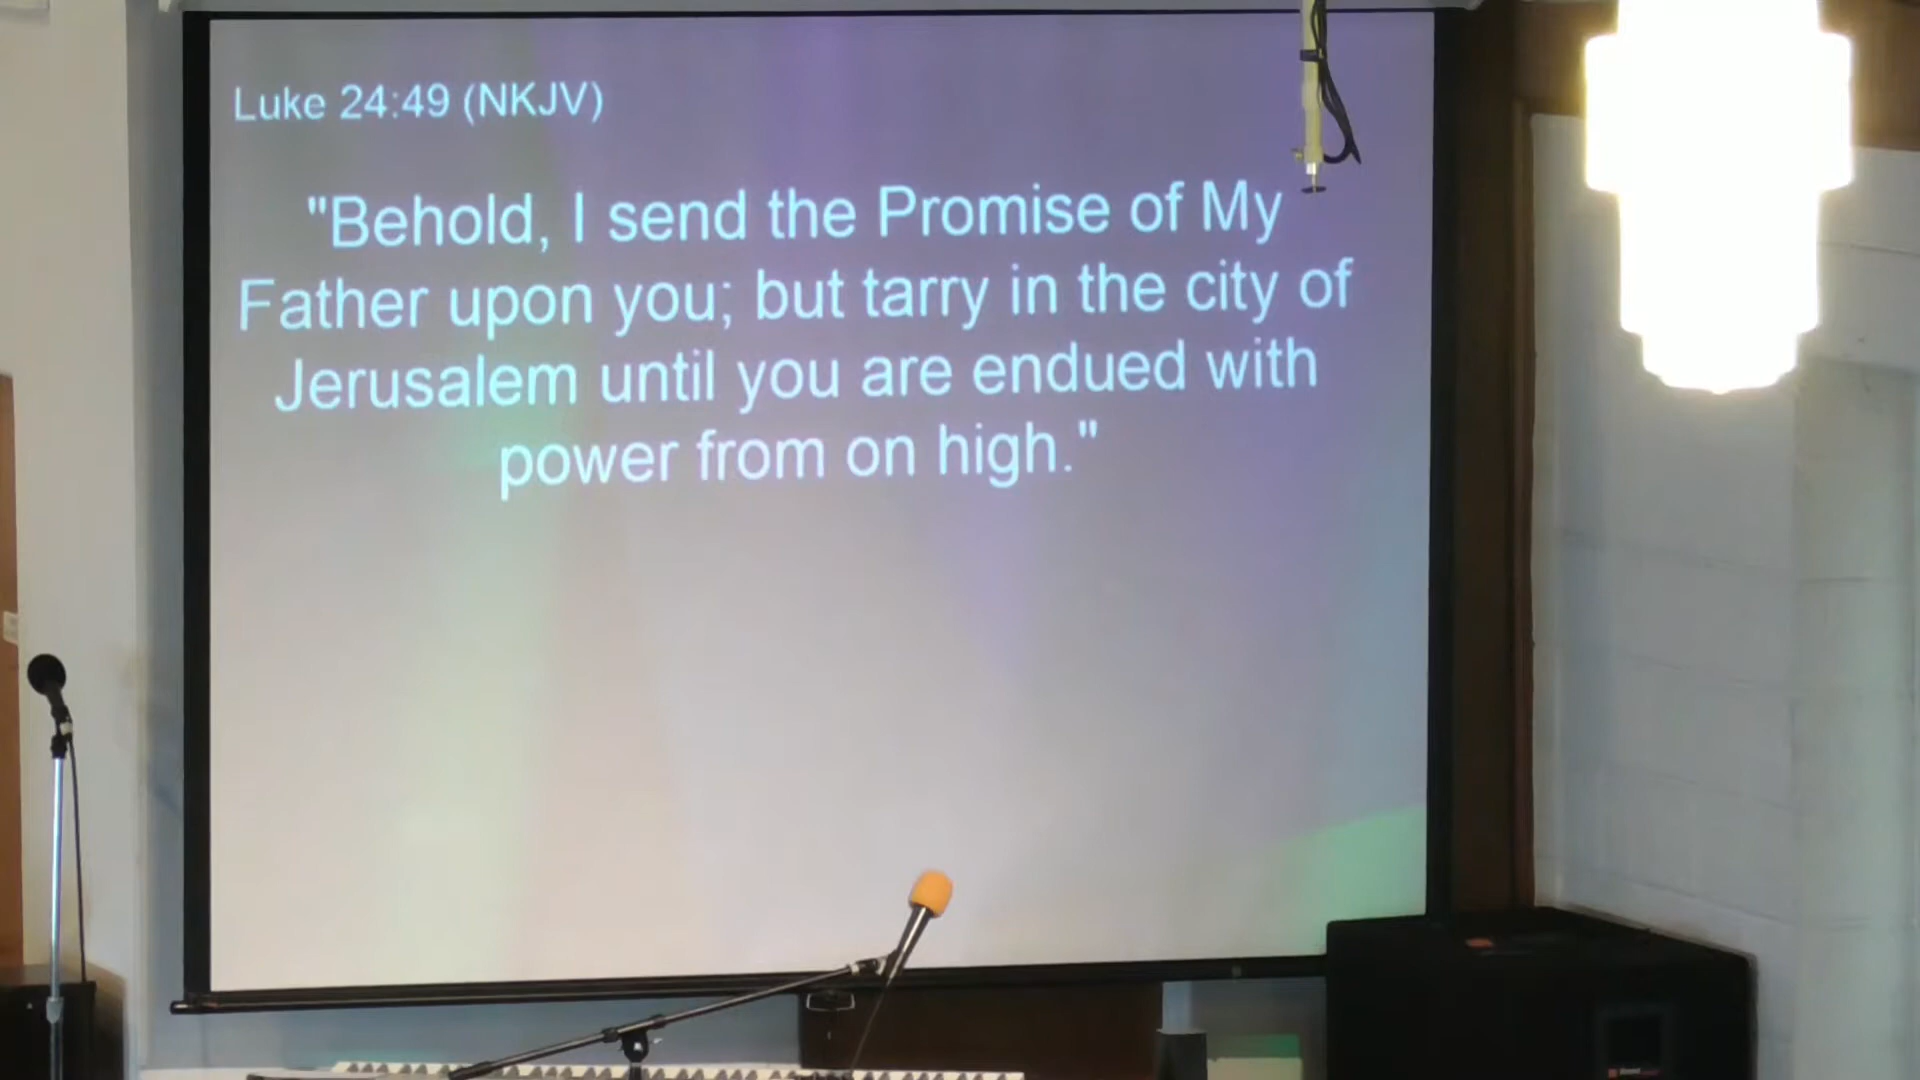 Luke 24:49 (NKJV)
"Behold, I send the Promise of My
Father upon you; but tarry in the city of
Jerusalem until you are endued with
power from on high."